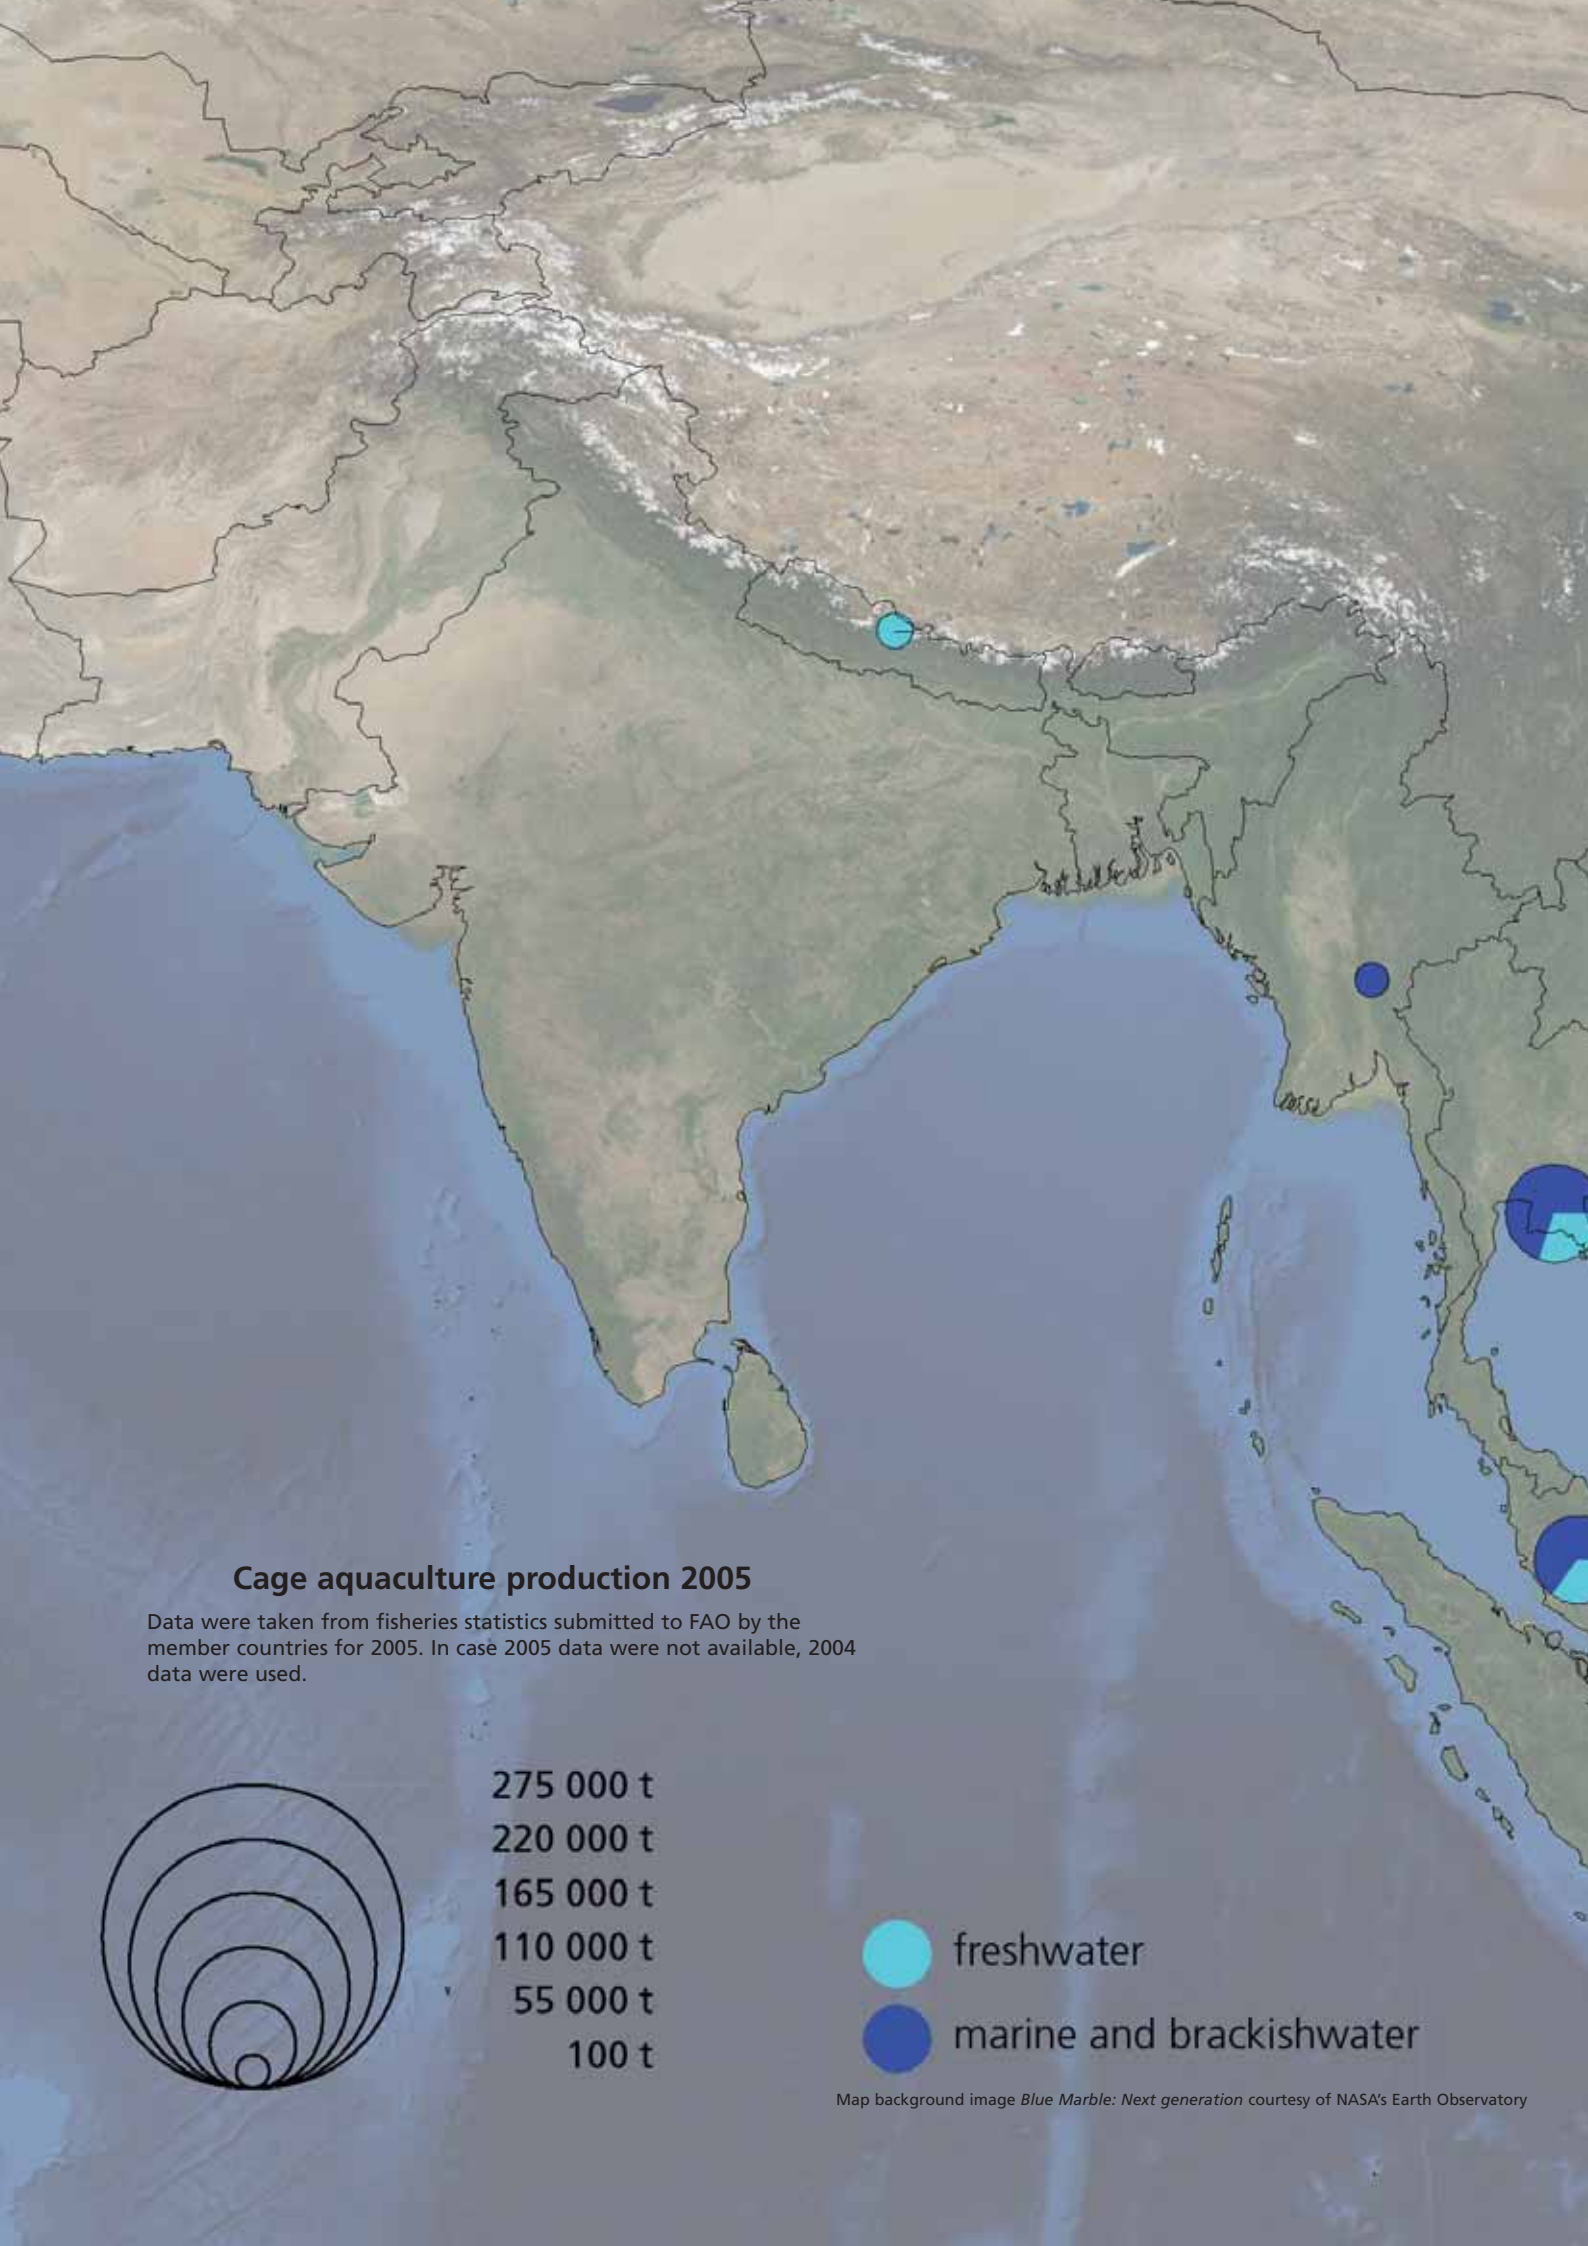 Cage aquaculture production 2005
Data were taken from fisheries statistics submitted to FAO by the
member countries for 2005. In case 2005 data were not available, 2004
data were used.
275 000 t
220 000 t
165 000 t
110 000 t
55 000 t
100 t
freshwater
marine and brackishwater
Map background image Blue Marble: Next generation courtesy of NASA's Earth Observatory